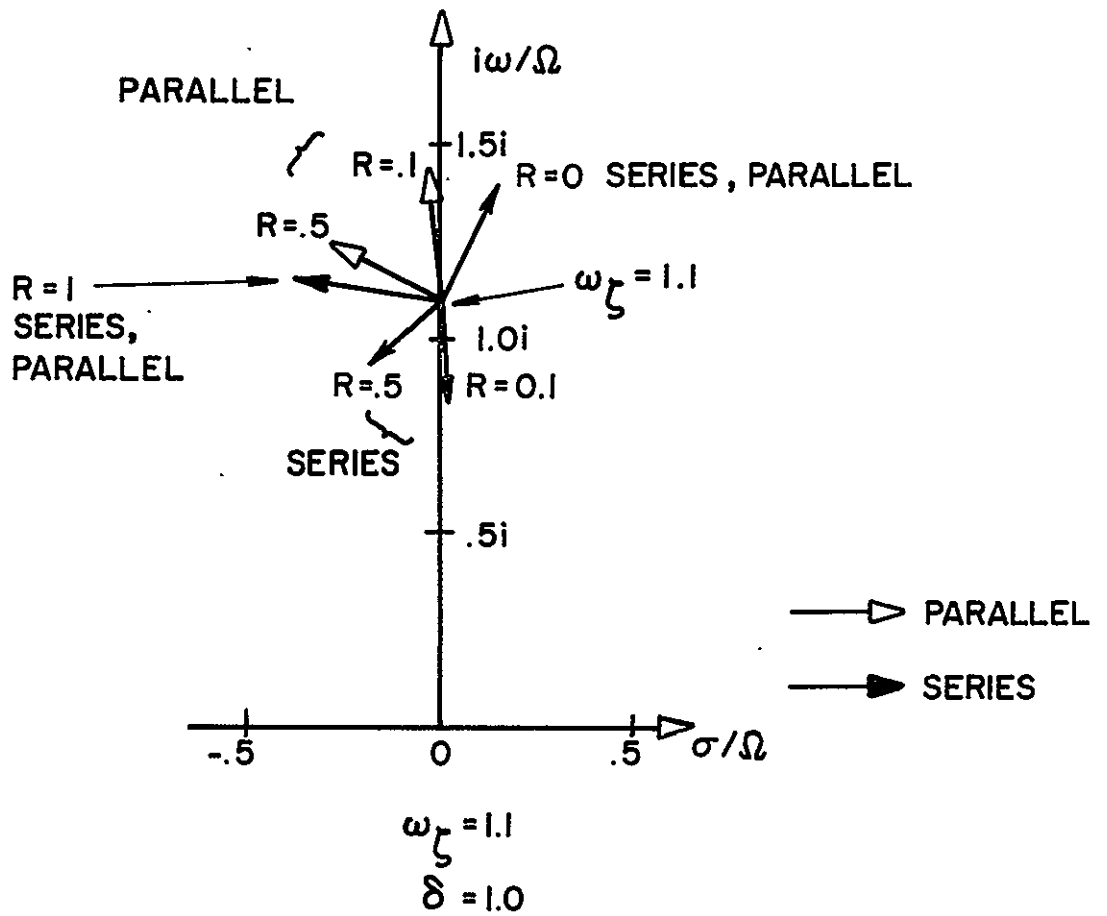 iω/Ω
PARALLEL
1.5i
R=.1
R=0 SERIES, PARALLEL
R=.5
ω_ζ = 1.1
R=1
SERIES,
PARALLEL
1.0i
R=.5
R=0.1
SERIES
.5i
PARALLEL
SERIES
-.5
0
.5
σ/Ω
ω_ζ = 1.1
δ = 1.0